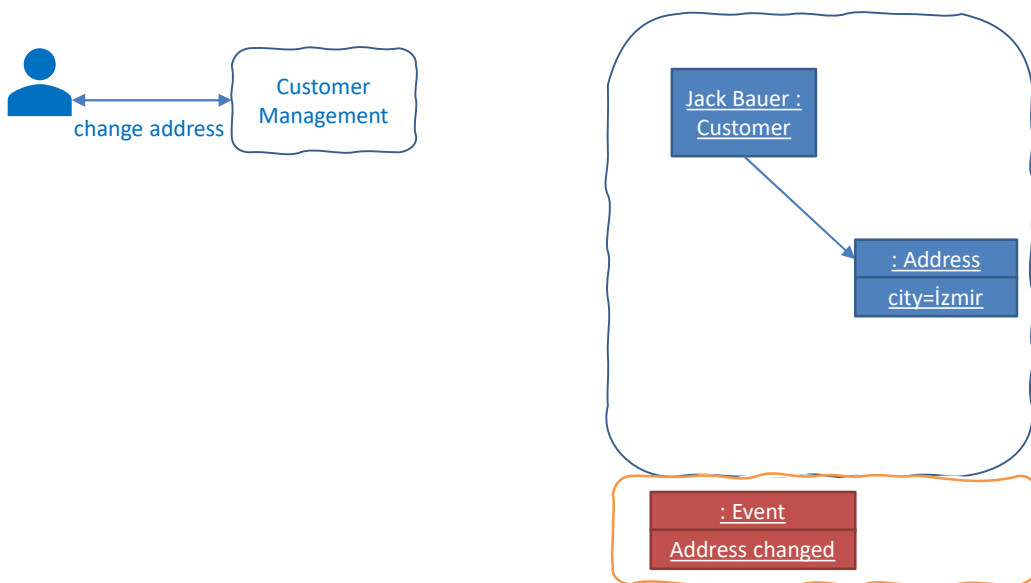 change address
Customer
Management
Jack Bauer :
Customer
: Address
city=İzmir
: Event
Address changed